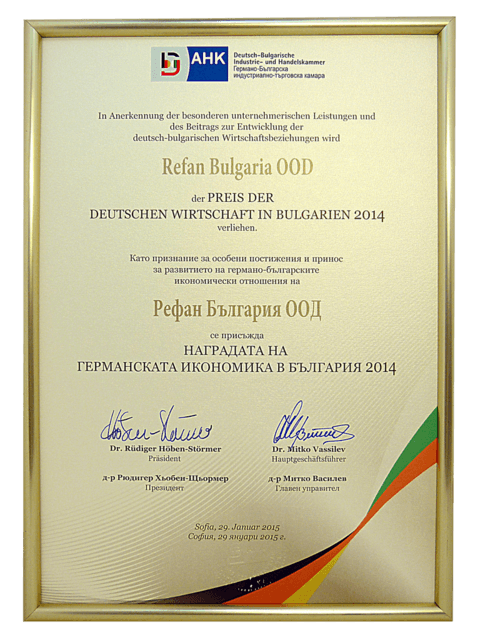 AHK
Deutsch-Bulgarische
Industrie- und Handelskammer
Германо-Българска
индустриално-търговска камара
In Anerkennung der besonderen unternehmerischen Leistungen und
des Beitrags zur Entwicklung der
deutsch-bulgarischen Wirtschaftsbeziehungen wird
Refan Bulgaria OOD
der PREIS DER
DEUTSCHEN WIRTSCHAFT IN BULGARIEN 2014
verliehen.
Като признание за особени постижения и принос
за развитието на германо-българските
икономически отношения на
Рефан България ООД
се присъжда
НАГРАДАТА НА
ГЕРМАНСКАТА ИКОНОМИКА В БЪЛГАРИЯ 2014
Dr. Rüdiger Höben-Störmer
Präsident
Dr. Mitko Vassilev
Hauptgeschäftsführer
д-р Рюдигер Хьобен-Щьормер
Президент
д-р Митко Василев
Главен управител
Sofia, 29. Januar 2015
София, 29 януари 2015 г.